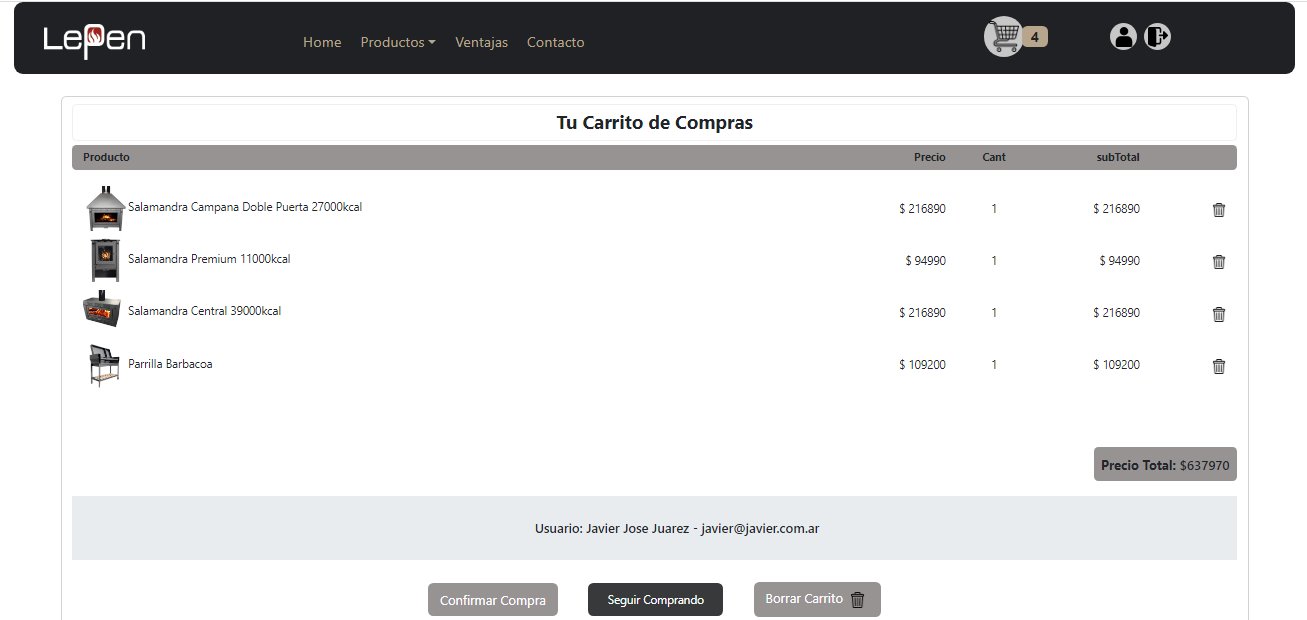 LePen
Home Productos Ventajas Contacto 4
Tu Carrito de Compras
Producto Precio Cant subTotal
Salamandra Campana Doble Puerta 27000kcal $ 216890 1 $ 216890
Salamandra Premium 11000kcal $ 94990 1 $ 94990
Salamandra Central 39000kcal $ 216890 1 $ 216890
Parrilla Barbacoa $ 109200 1 $ 109200
Precio Total: $637970
Usuario: Javier Jose Juarez - javier@javier.com.ar
Confirmar Compra Seguir Comprando Borrar Carrito